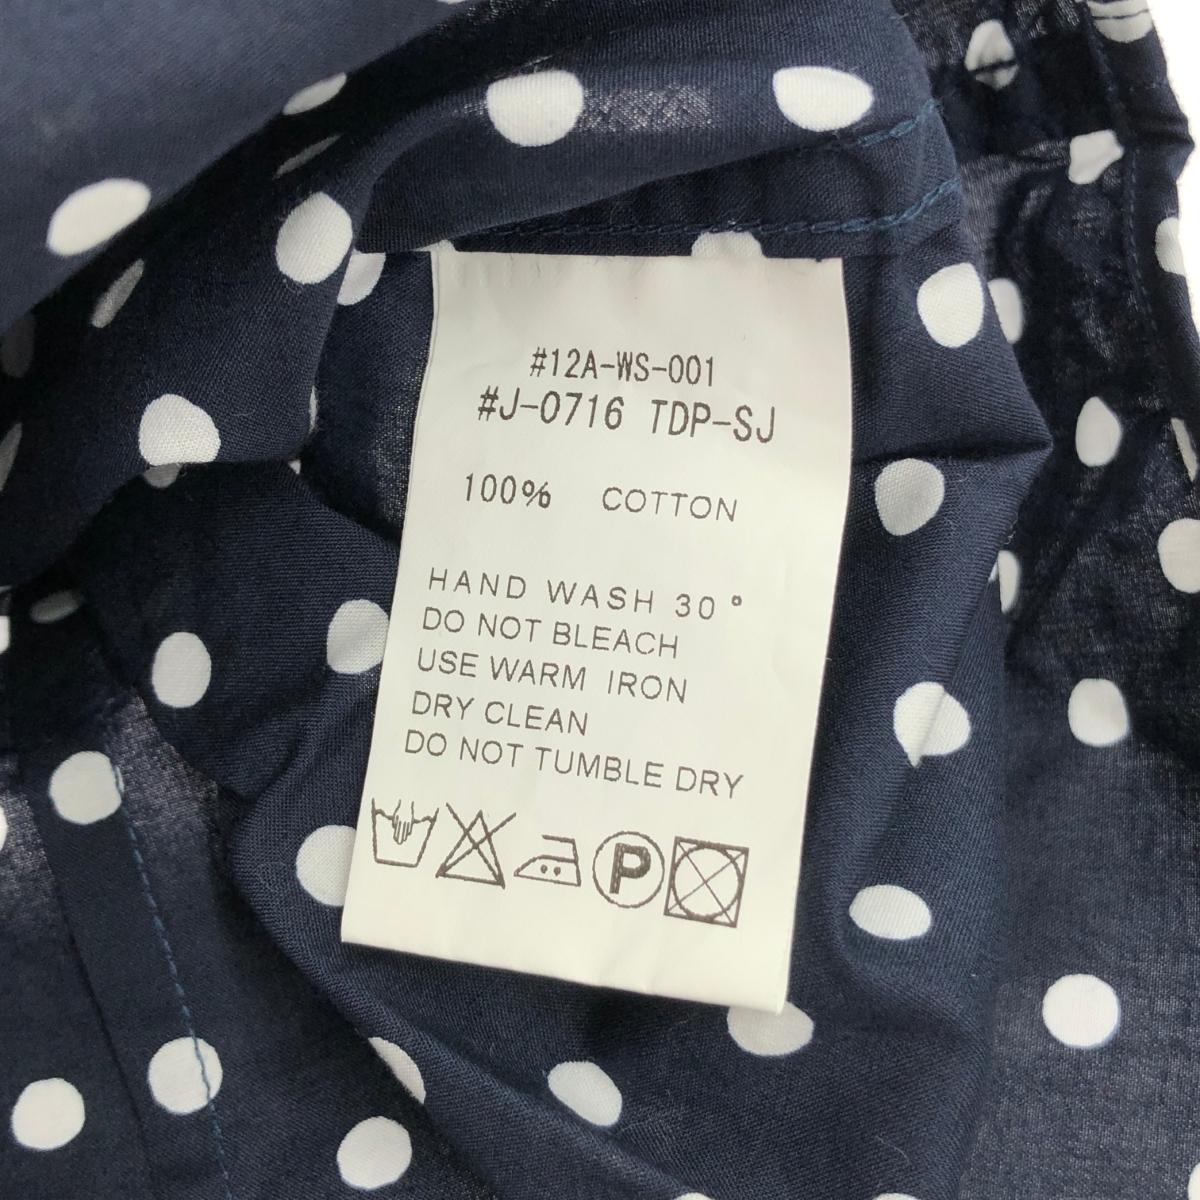 #12A-WS-001
#J-0716 TDP-SJ
100% COTTON
HAND WASH 30°
DO NOT BLEACH
USE WARM IRON
DRY CLEAN
DO NOT TUMBLE DRY
P